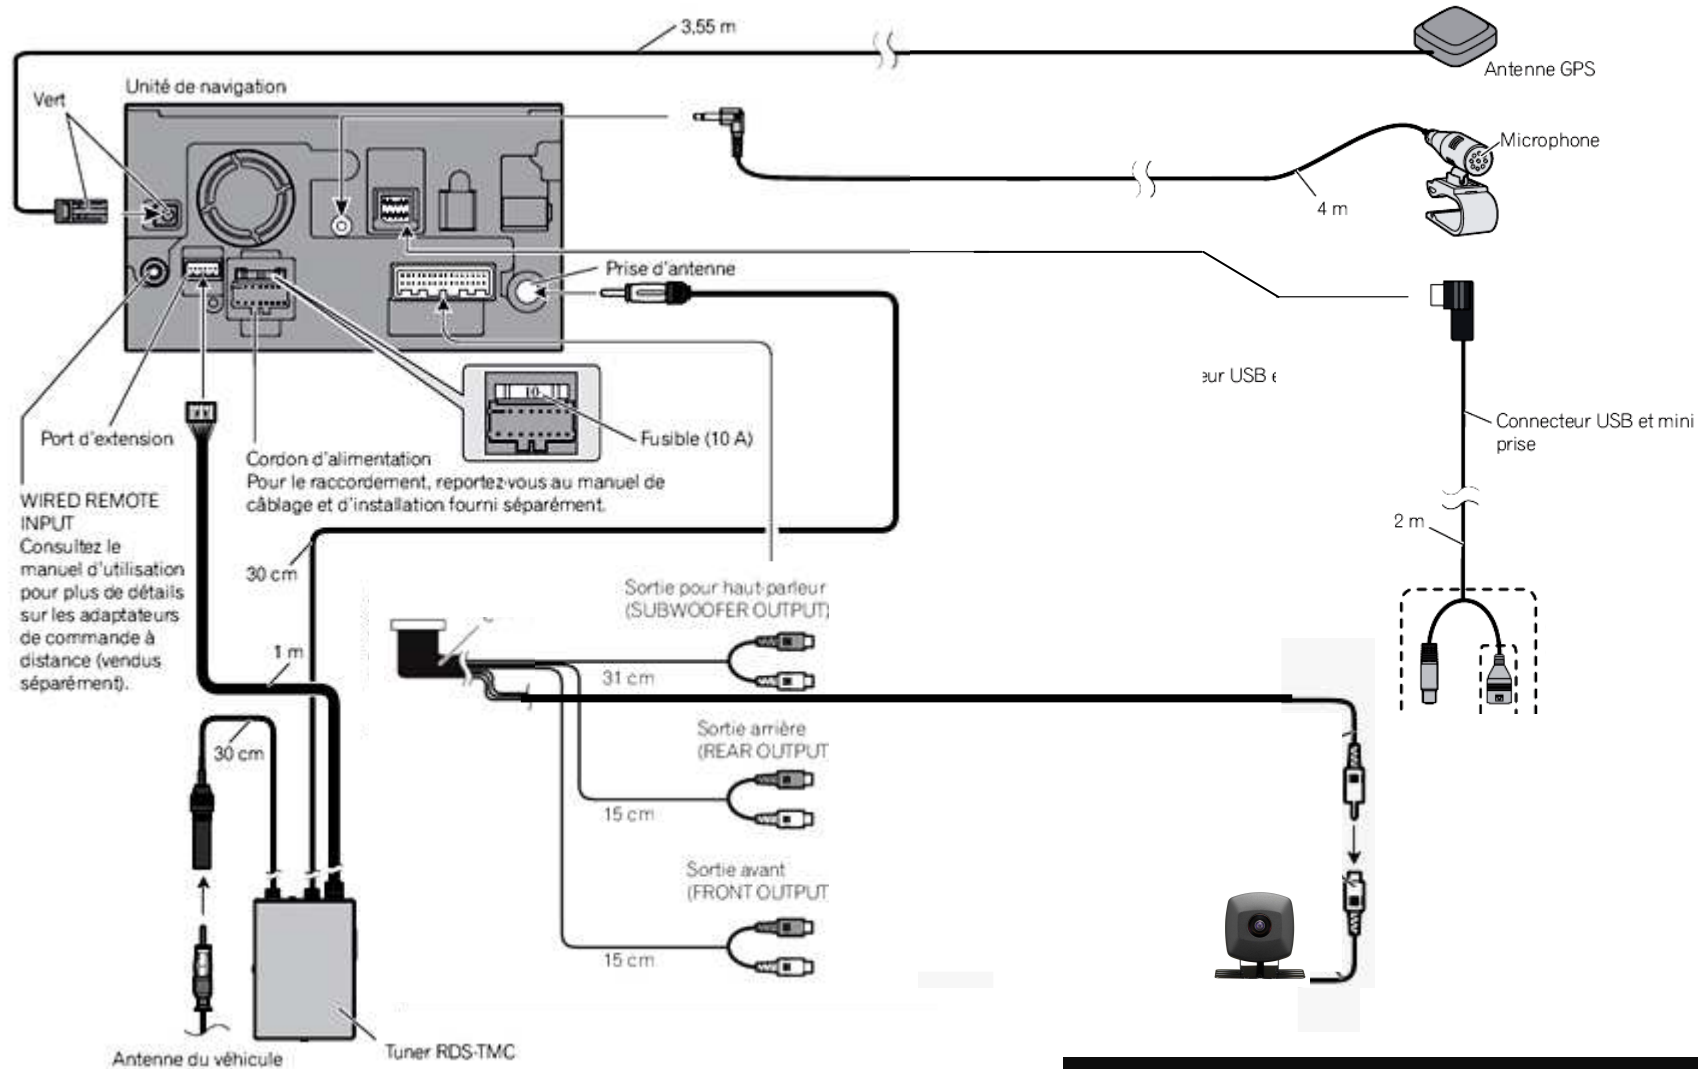 3,55 m
Antenne GPS
Unité de navigation
Vert
Microphone
4 m
Prise d'antenne
eur USB e
Connecteur USB et mini
prise
2 m
10
Fusible (10 A)
Port d'extension
Cordon d'alimentation
Pour le raccordement, reportez-vous au manuel de
câblage et d'installation fourni séparément.
WIRED REMOTE
INPUT
Consultez le
manuel d'utilisation
pour plus de détails
sur les adaptateurs
de commande à
distance (vendus
séparément).
30 cm
1 m
30 cm
Sortie pour haut-parleur
(SUBWOOFER OUTPUT)
31 cm
Sortie arrière
(REAR OUTPUT
15 cm
Sortie avant
(FRONT OUTPUT
15 cm
Antenne du véhicule
Tuner RDS-TMC